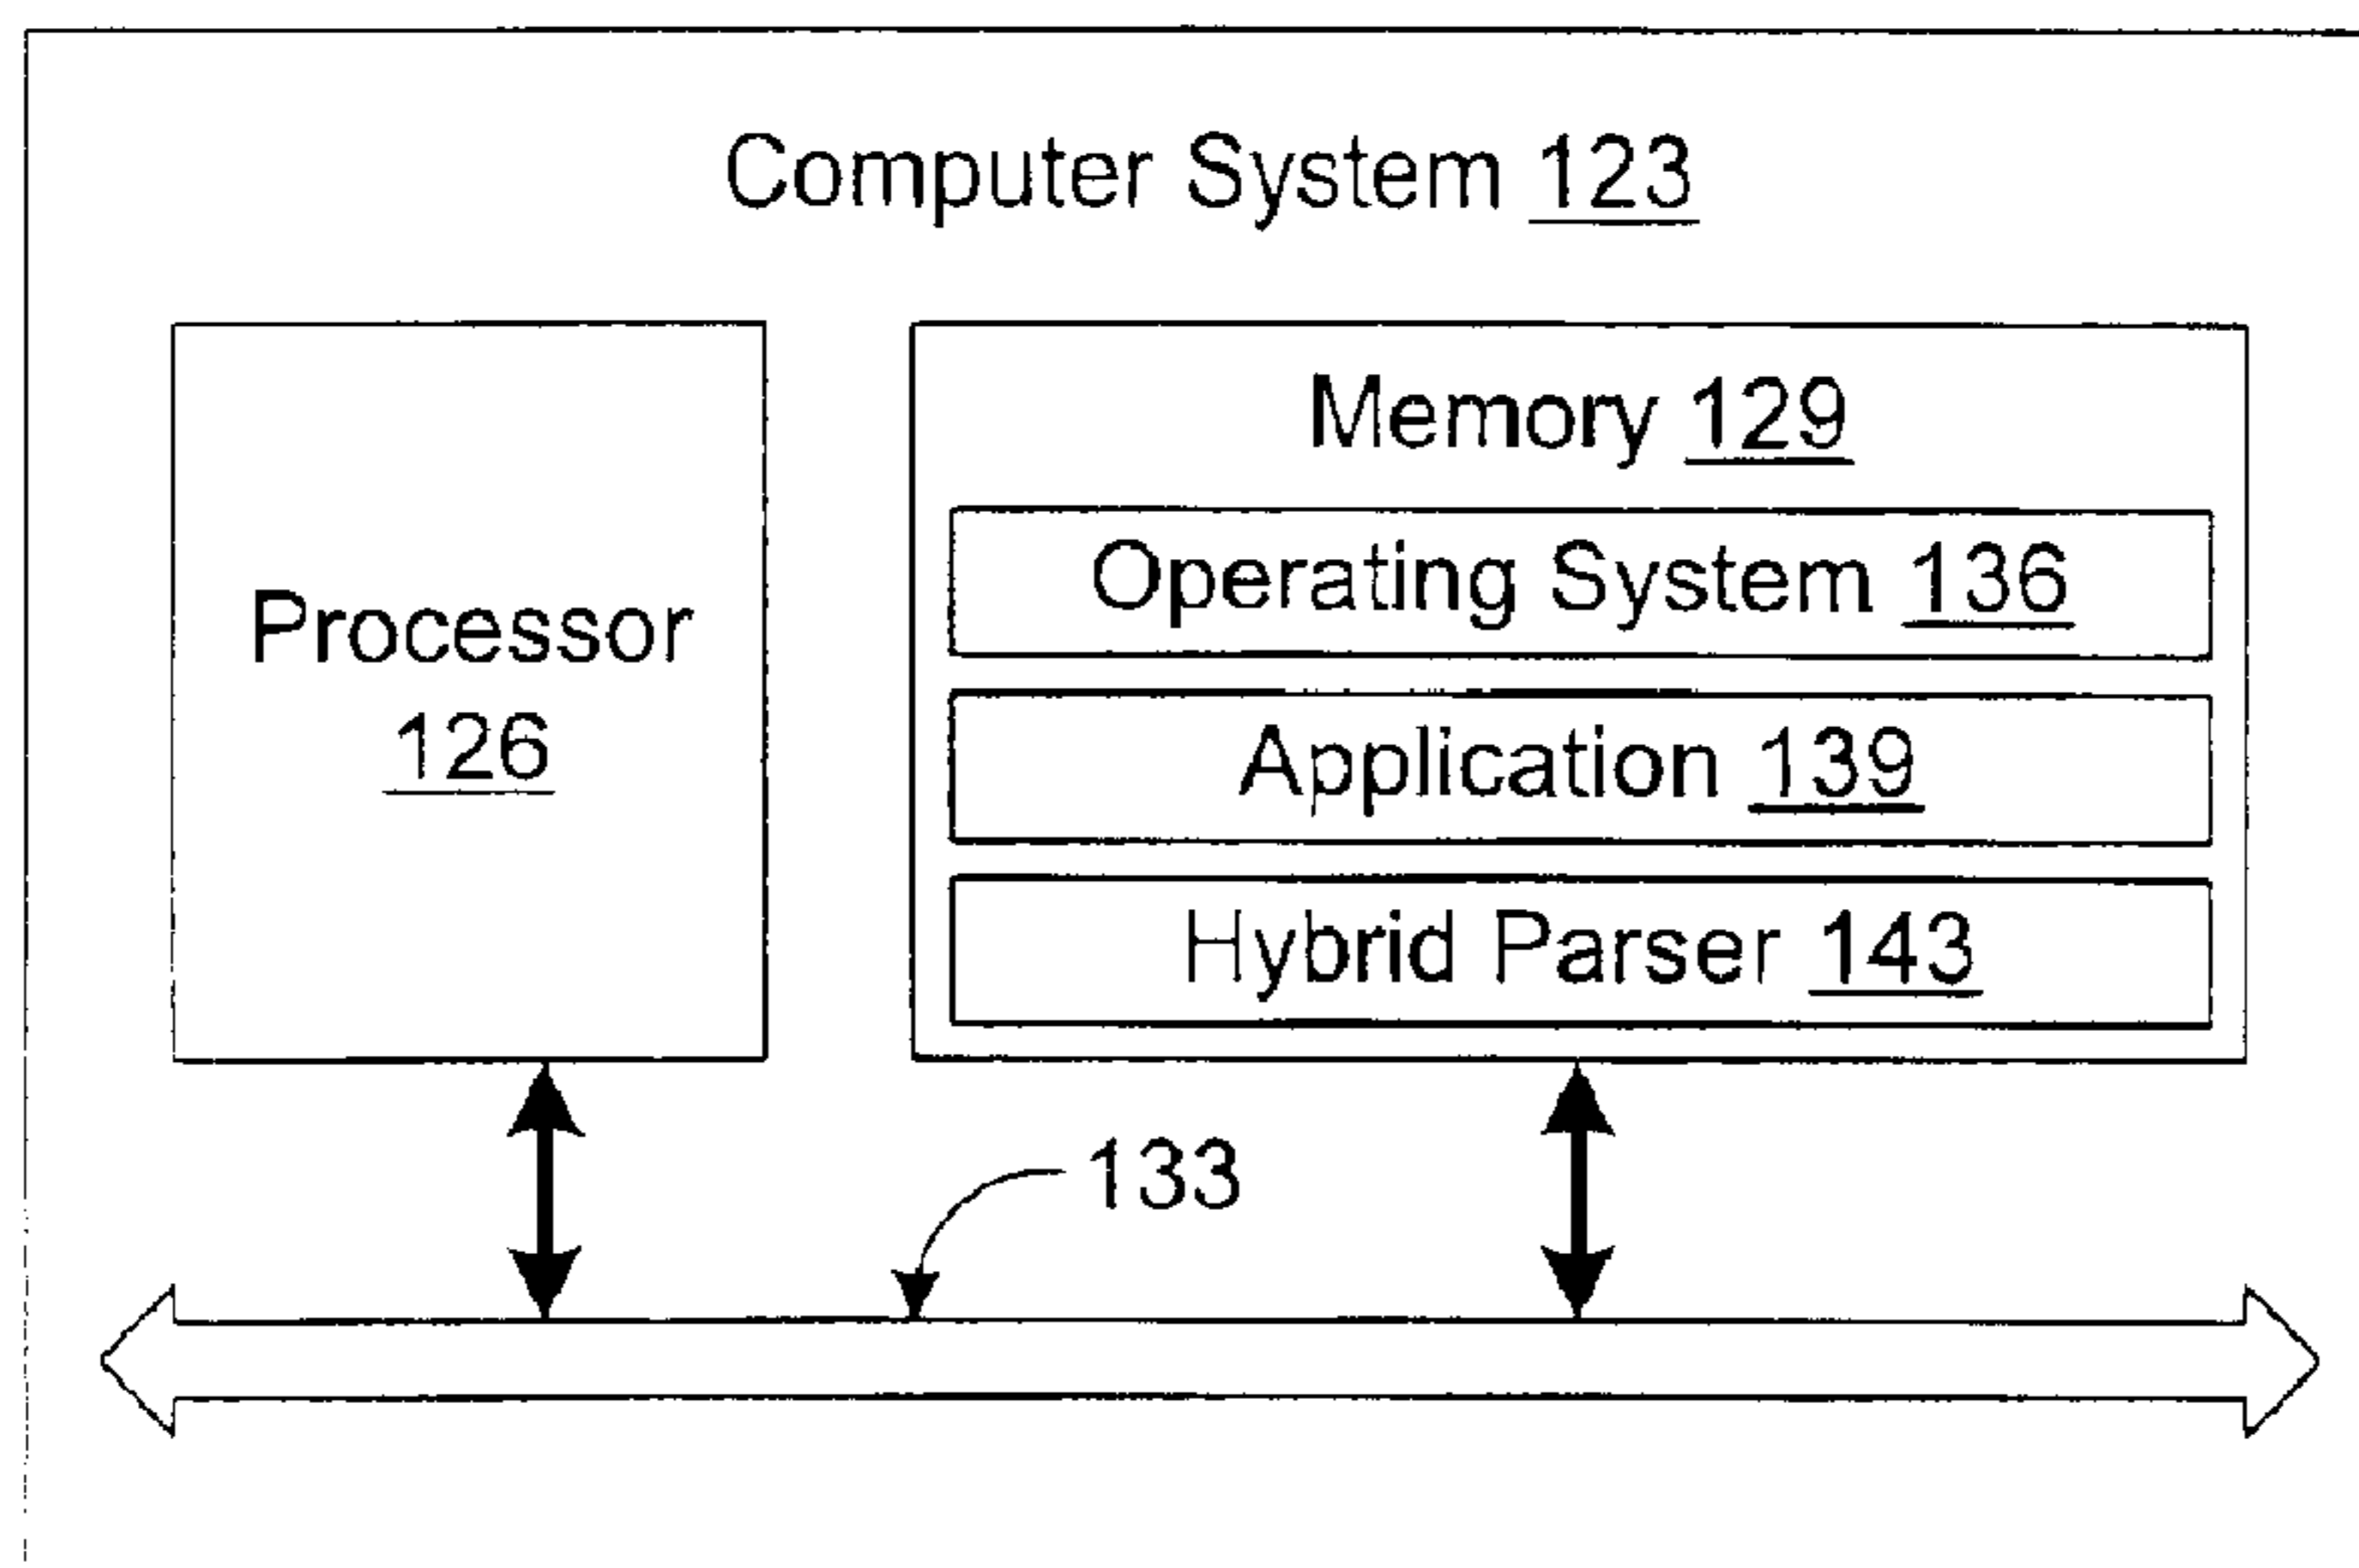 Computer System 123
Processor
126
Memory 129
Operating System 136
Application 139
Hybrid Parser 143
133